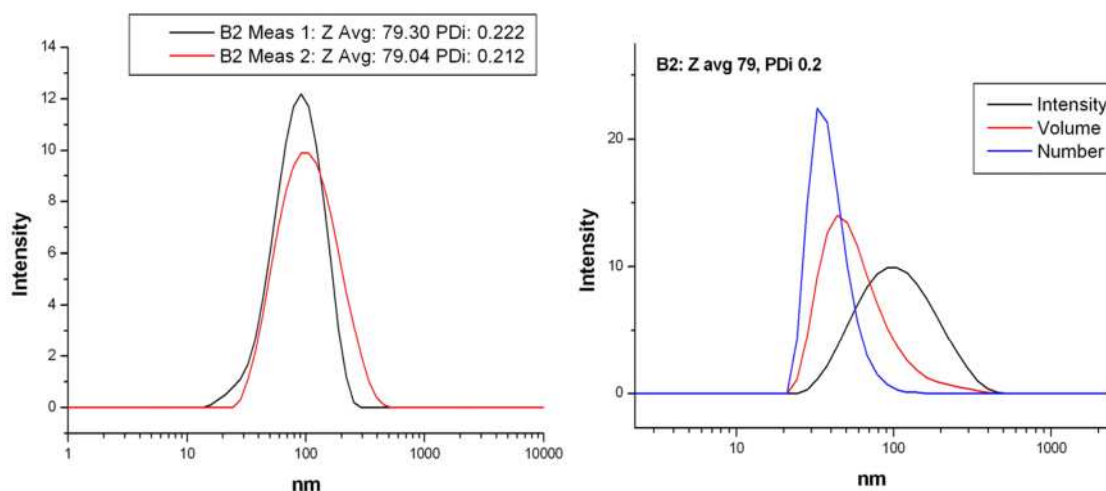 B2 Meas 1: Z Avg: 79.30 PDi: 0.222
B2 Meas 2: Z Avg: 79.04 PDi: 0.212
14
12
10
8
6
4
2
0
Intensity
1
10
100
1000
10000
nm
B2: Z avg 79, PDi 0.2
Intensity
Volume
Number
20
10
0
Intensity
10
100
1000
nm